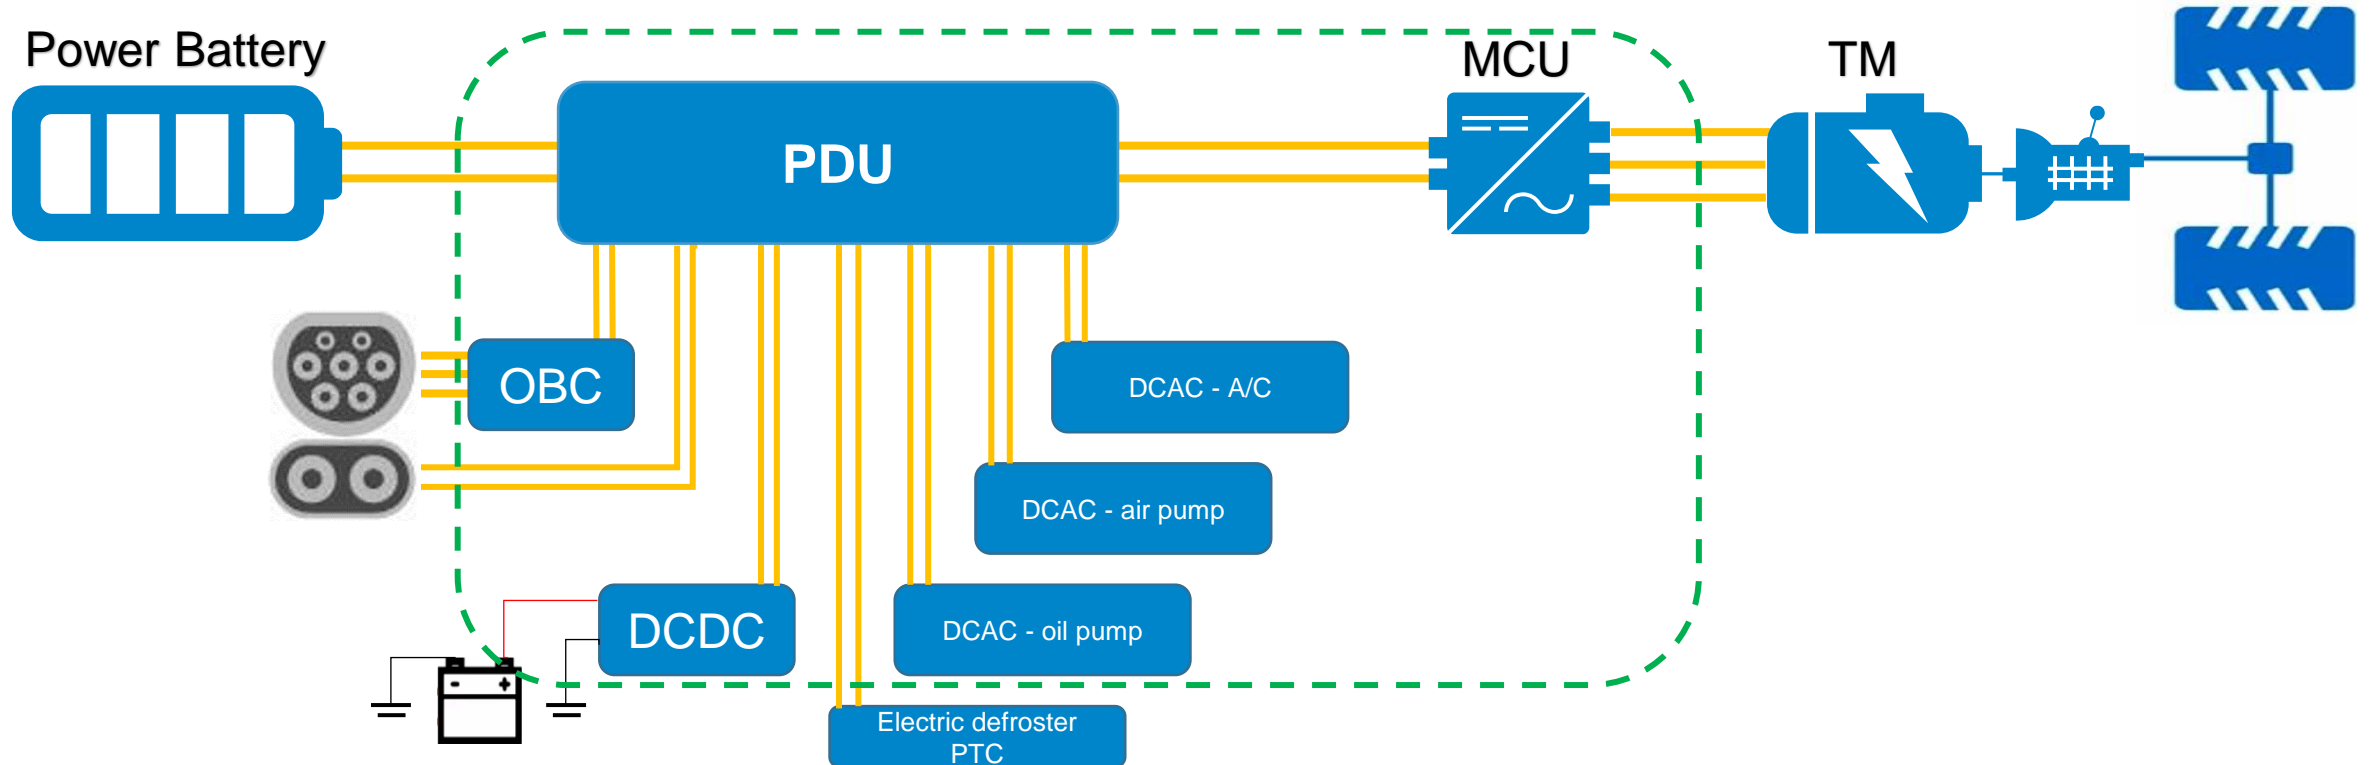 Power Battery
MCU
TM
PDU
OBC
DCAC - A/C
DCAC - air pump
DCDC
DCAC - oil pump
- +
Electric defroster
PTC